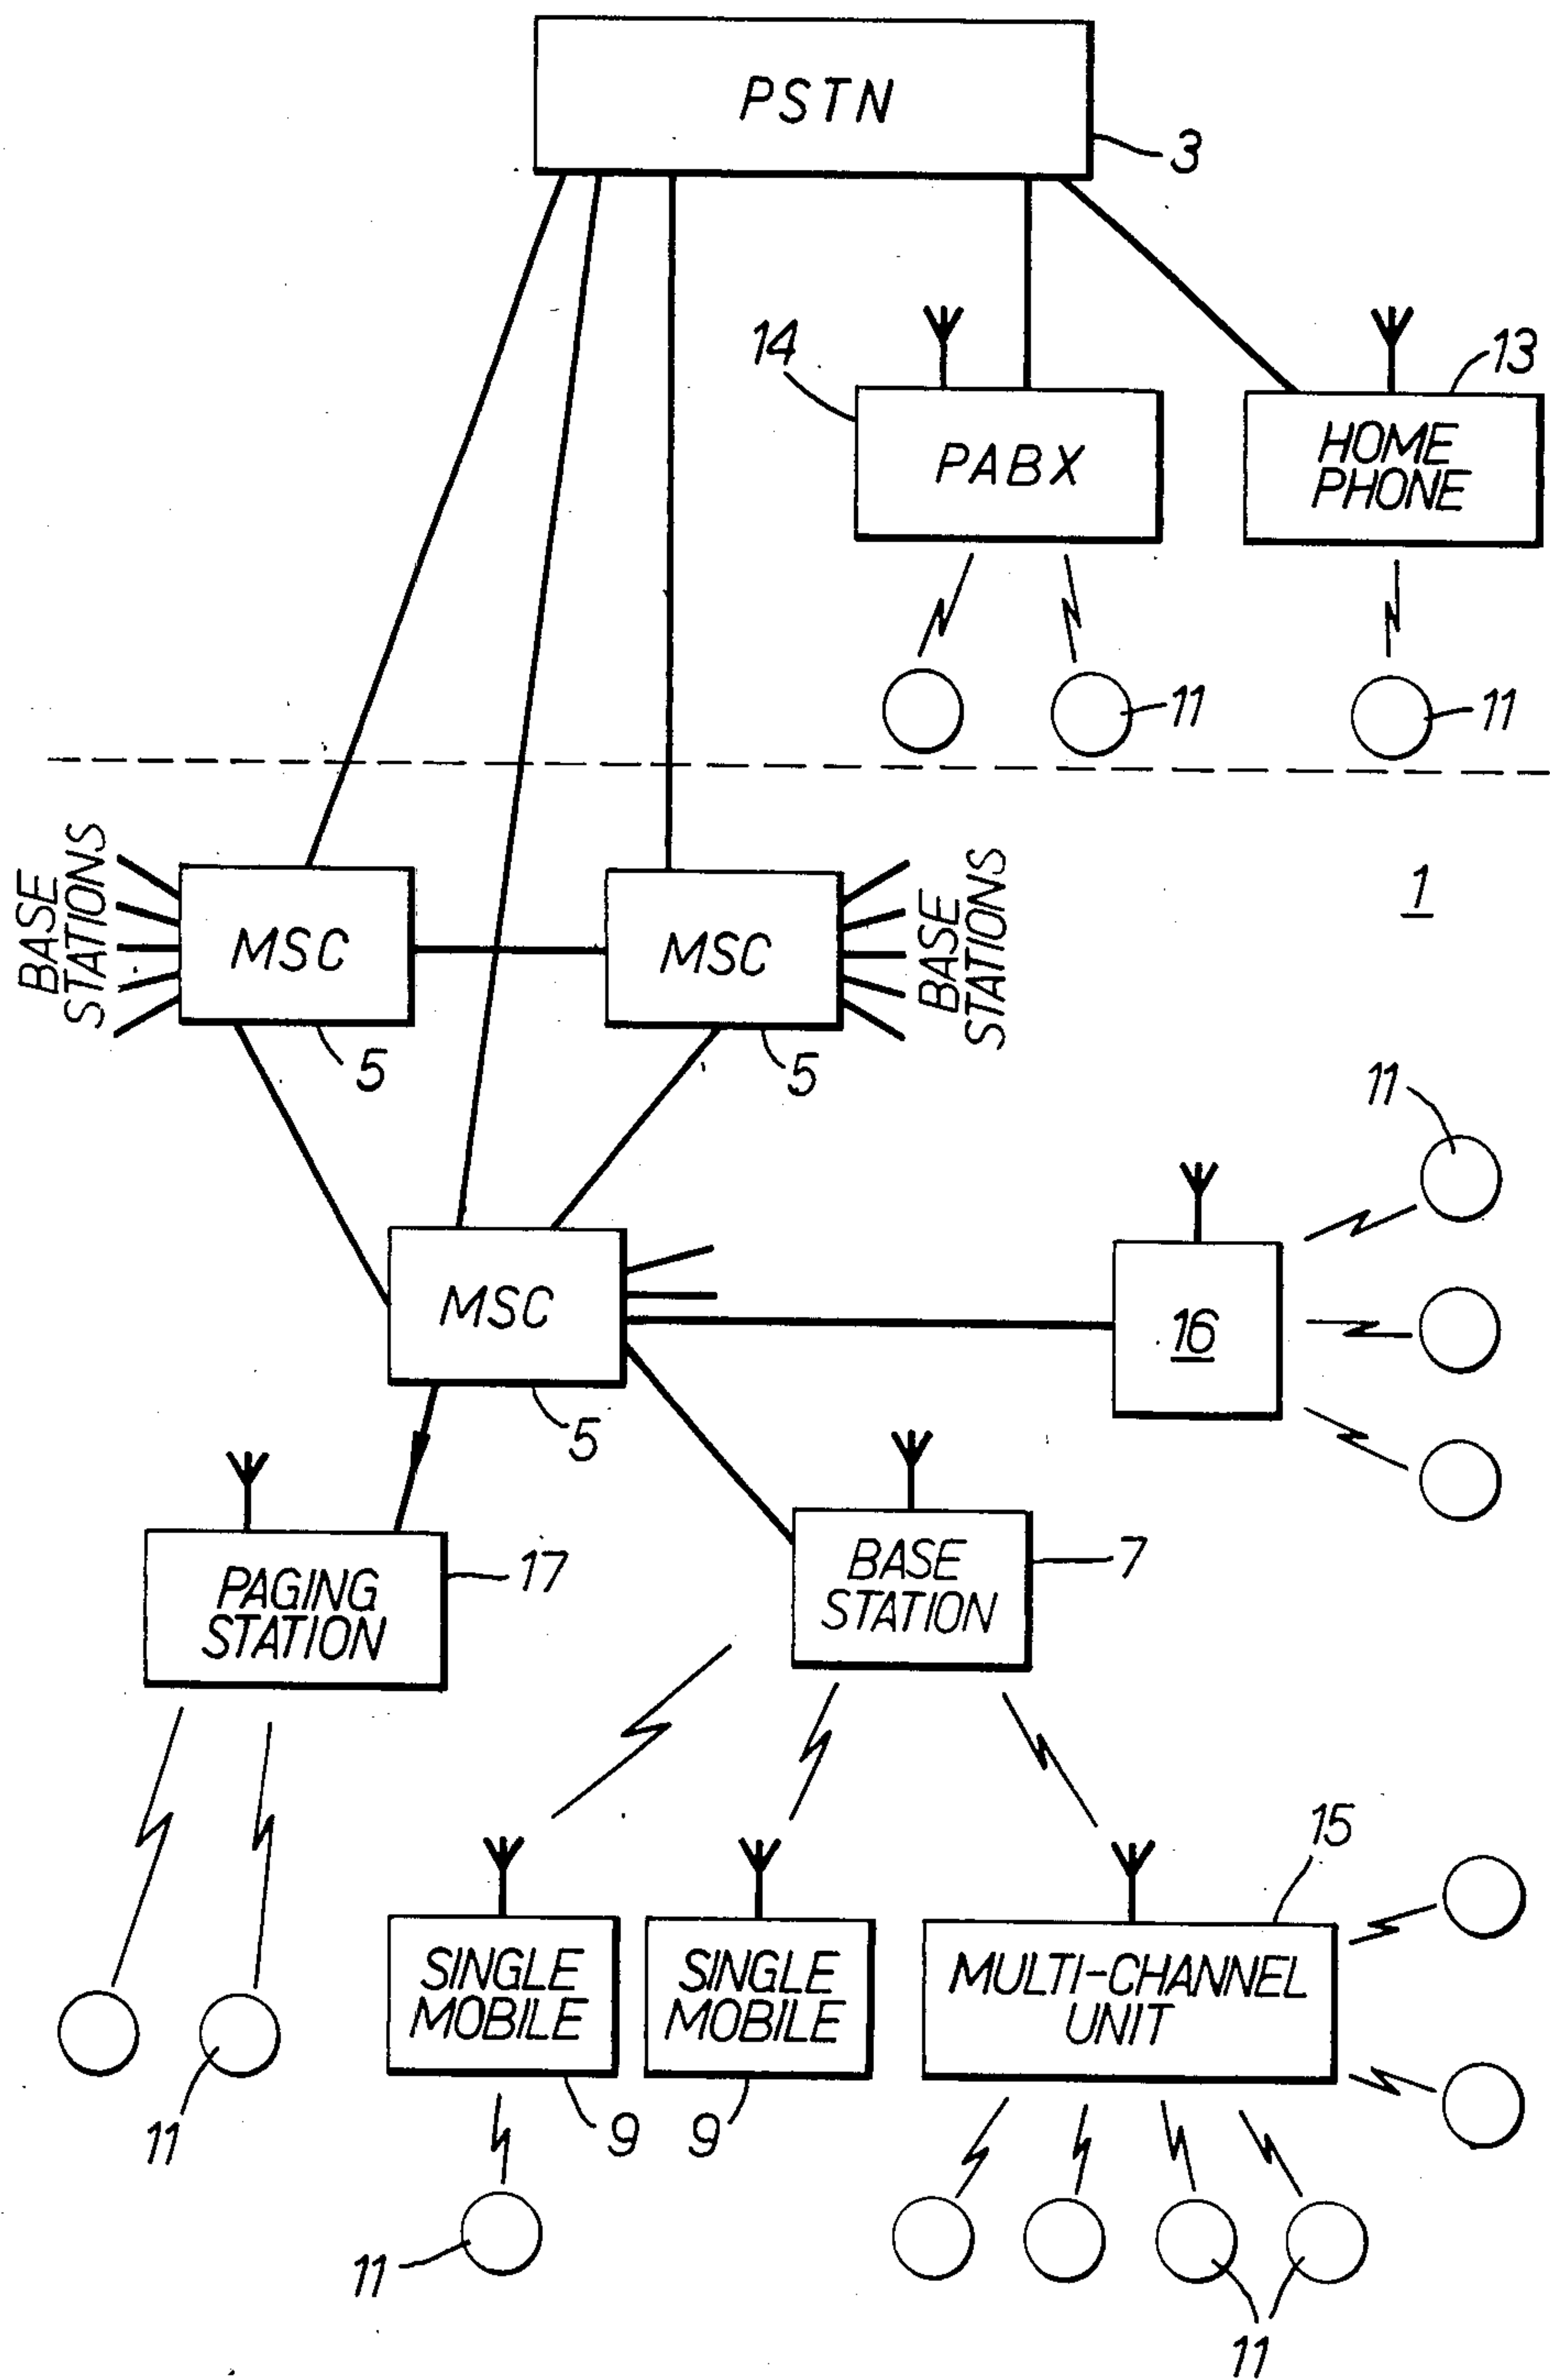 PSTN
3
14
13
PABX
HOME
PHONE
11
11
BASE
STATIONS
MSC
MSC
BASE
STATIONS
1
5
5
11
MSC
16
5
PAGING
STATION
17
BASE
STATION
7
15
SINGLE
MOBILE
SINGLE
MOBILE
MULTI-CHANNEL
UNIT
11
9
9
11
11